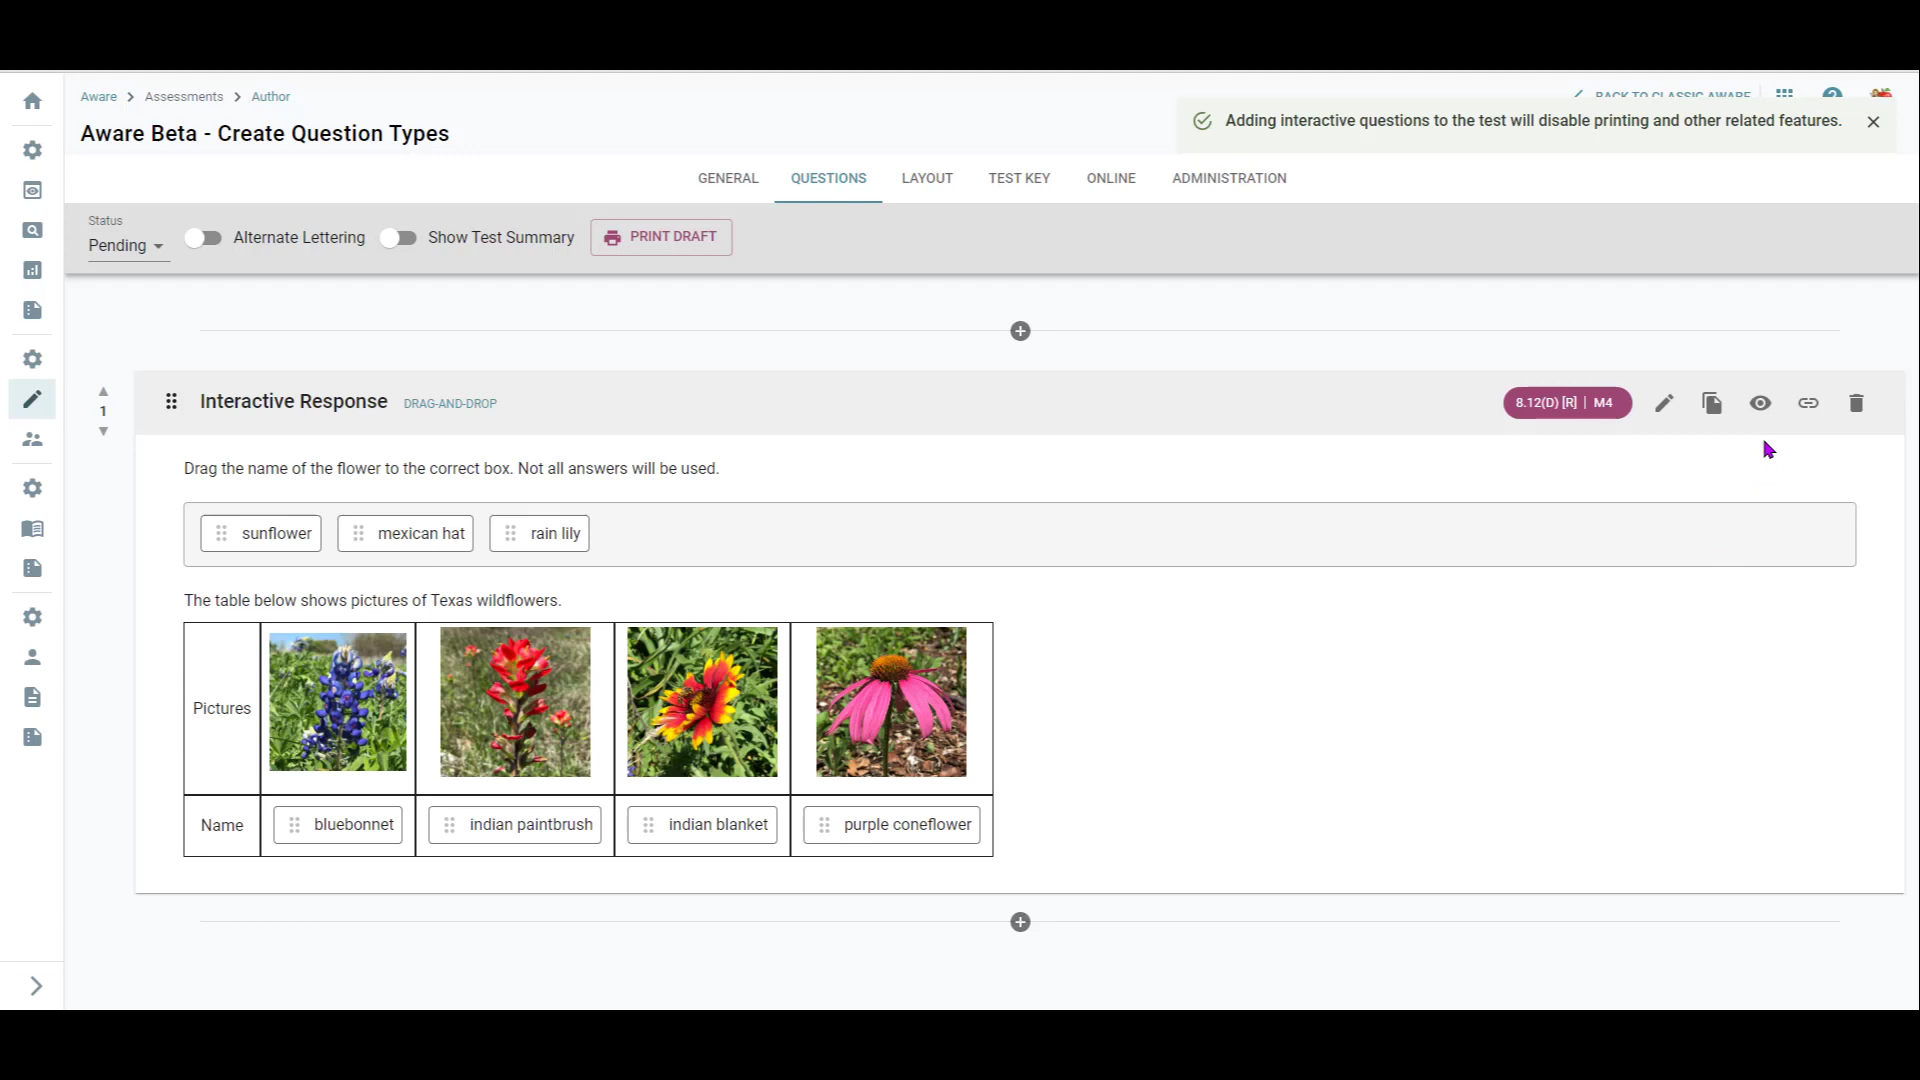 Aware > Assessments > Author
BACK TO CLASSIC AWARE
Aware Beta - Create Question Types
Adding interactive questions to the test will disable printing and other related features.
GENERAL QUESTIONS LAYOUT TEST KEY ONLINE ADMINISTRATION
Status
Pending
Alternate Lettering
Show Test Summary
PRINT DRAFT
1
Interactive Response DRAG-AND-DROP
8.12(D) [R] | M4
Drag the name of the flower to the correct box. Not all answers will be used.
sunflower mexican hat rain lily
The table below shows pictures of Texas wildflowers.
Pictures
Name bluebonnet indian paintbrush indian blanket purple coneflower